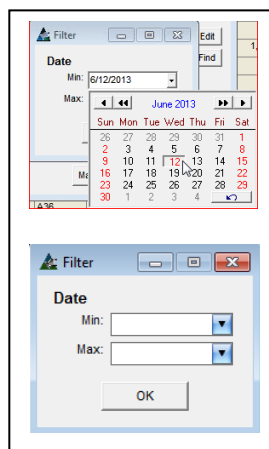 Filter
Edit
1,
Date
Find
Min: 6/12/2013
Max:
June 2013
Sun Mon Tue Wed Thu Fri Sat
26 27 28 29 30 31 1
2 3 4 5 6 7 8
9 10 11 12 13 14 15
Ma
16 17 18 19 20 21 22
23 24 25 26 27 28 29
30 1 2 3 4
A36
Filter
Date
Min:
Max:
OK